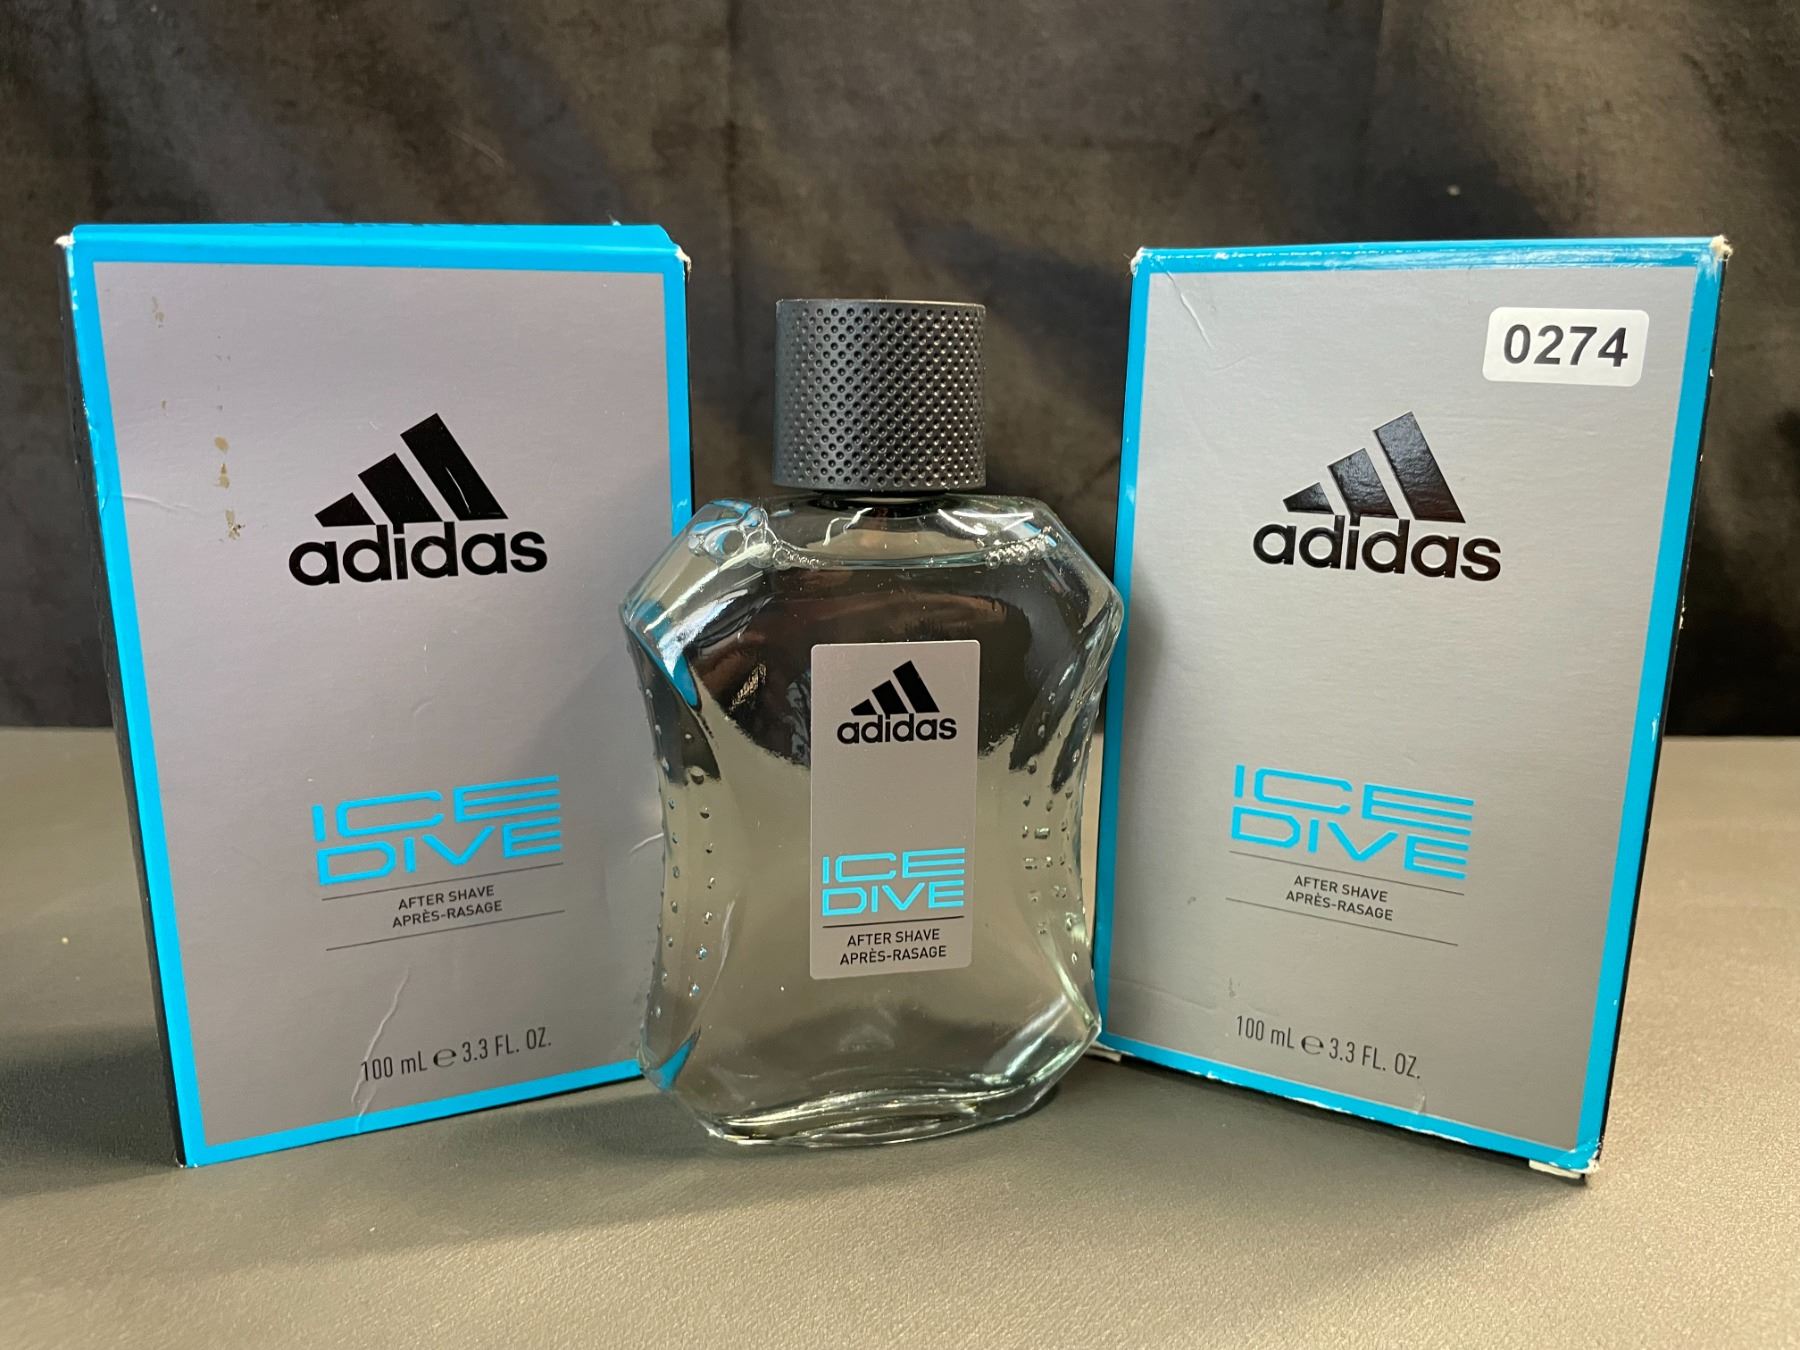 adidas
ICE
DIVE
AFTER SHAVE
APRÈS-RASAGE
100 mL ℮ 3.3 FL. OZ.
adidas
ICE
DIVE
AFTER SHAVE
APRÈS-RASAGE
0274
adidas
ICE
DIVE
AFTER SHAVE
APRÈS-RASAGE
100 mL ℮ 3.3 FL. OZ.